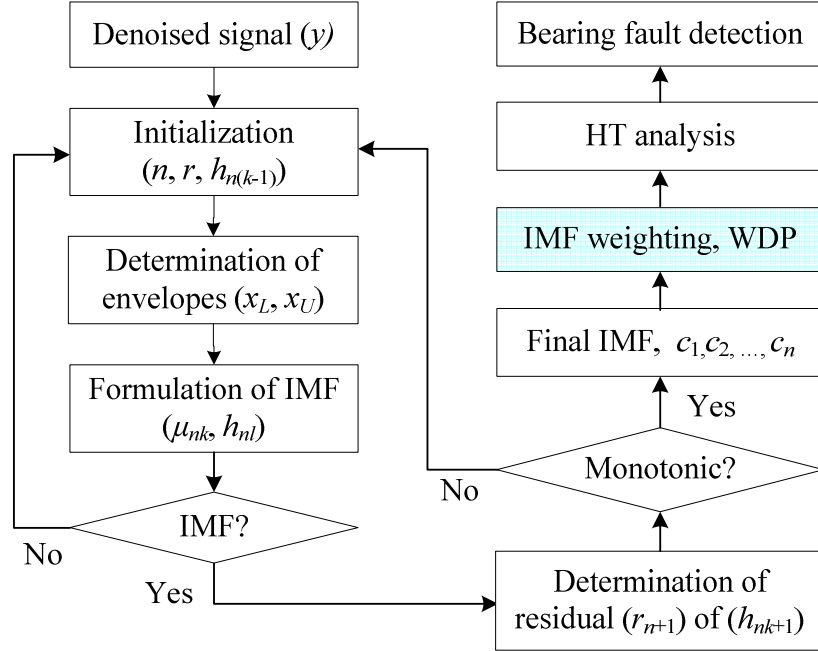 Denoised signal (y)
Initialization
(n, r, hₙ₍ₖ₋₁₎)
Determination of
envelopes (x_L, x_U)
Formulation of IMF
(μₙₖ, hₙₗ)
IMF?
No
Yes
Bearing fault detection
HT analysis
IMF weighting, WDP
Final IMF, c₁,c₂, ..., cₙ
Yes
Monotonic?
No
Determination of
residual (rₙ₊₁) of (hₙₖ₊₁)